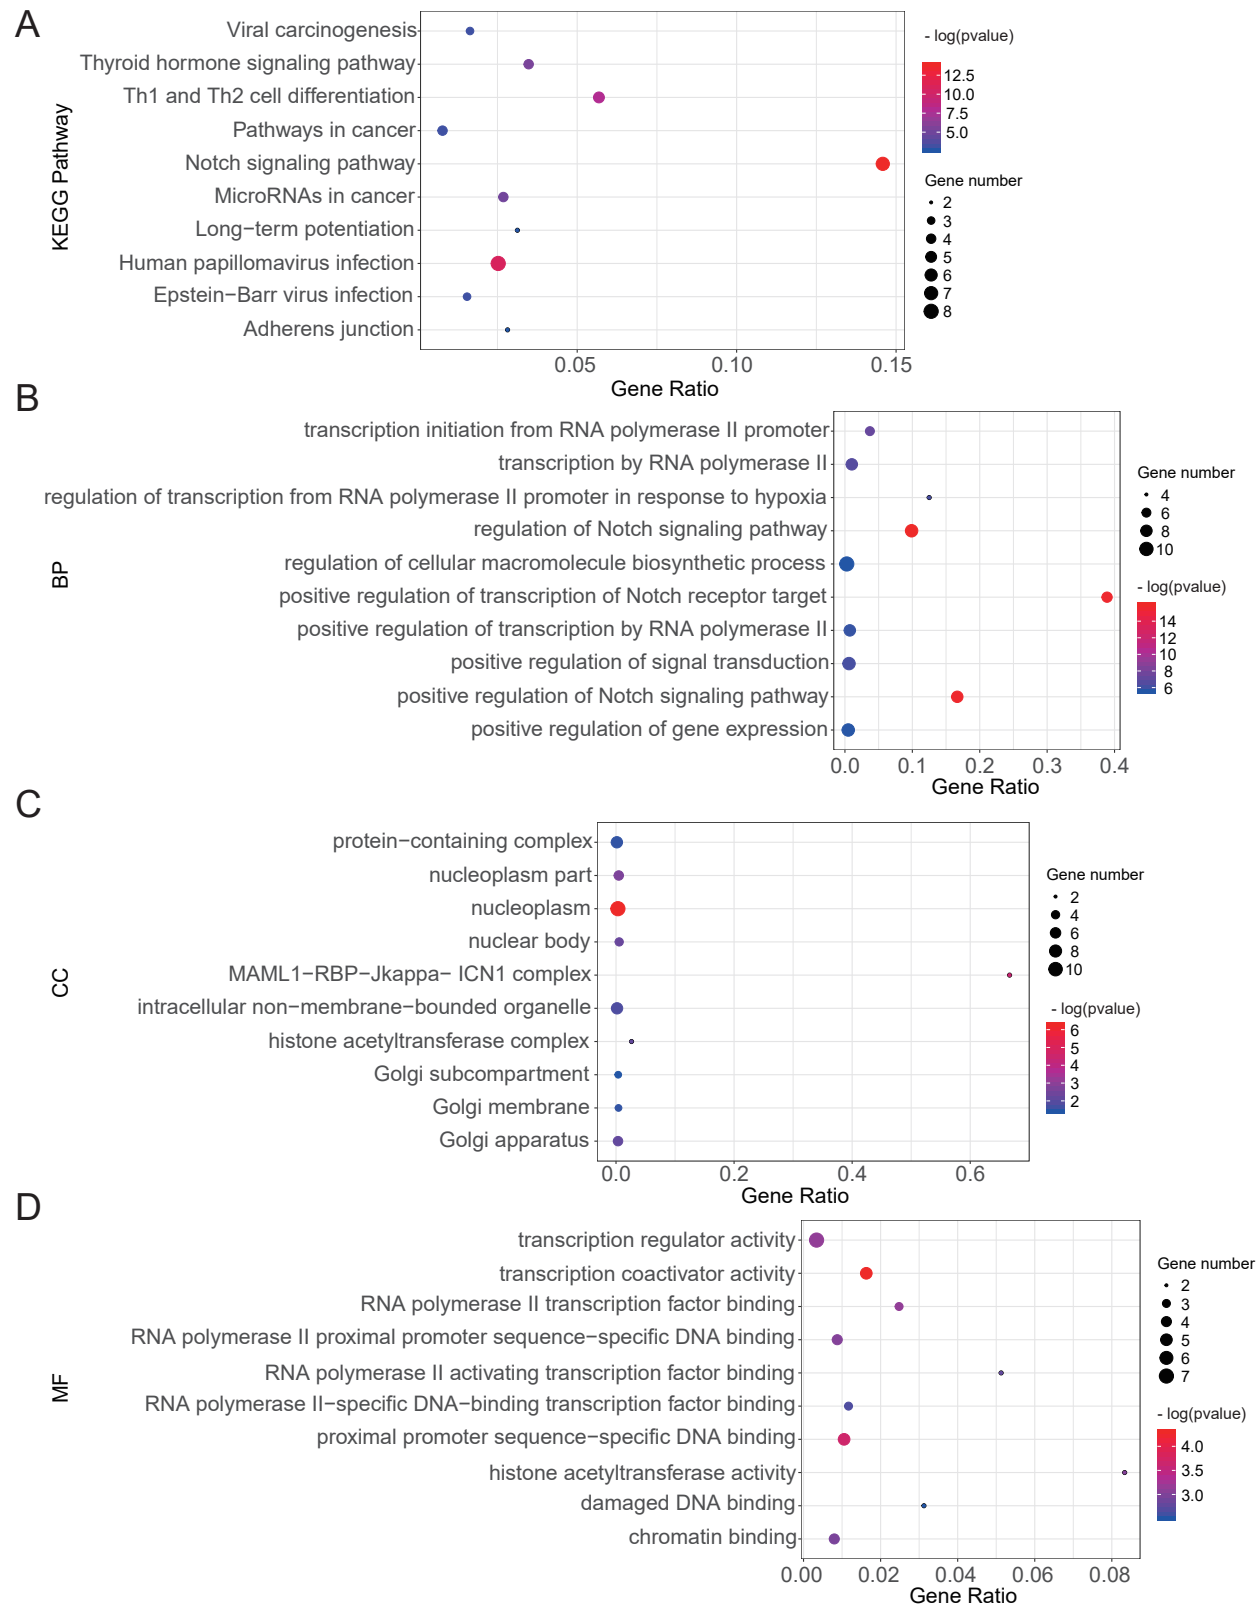 A
KEGG Pathway
Viral carcinogenesis
Thyroid hormone signaling pathway
Th1 and Th2 cell differentiation
Pathways in cancer
Notch signaling pathway
MicroRNAs in cancer
Long−term potentiation
Human papillomavirus infection
Epstein−Barr virus infection
Adherens junction
0.05 0.10 0.15
Gene Ratio
- log(pvalue)
12.5
10.0
7.5
5.0
Gene number
2
3
4
5
6
7
8
B
BP
transcription initiation from RNA polymerase II promoter
transcription by RNA polymerase II
regulation of transcription from RNA polymerase II promoter in response to hypoxia
regulation of Notch signaling pathway
regulation of cellular macromolecule biosynthetic process
positive regulation of transcription of Notch receptor target
positive regulation of transcription by RNA polymerase II
positive regulation of signal transduction
positive regulation of Notch signaling pathway
positive regulation of gene expression
0.0 0.1 0.2 0.3 0.4
Gene Ratio
Gene number
4
6
8
10
- log(pvalue)
14
12
10
8
6
C
CC
protein−containing complex
nucleoplasm part
nucleoplasm
nuclear body
MAML1−RBP−Jkappa− ICN1 complex
intracellular non−membrane−bounded organelle
histone acetyltransferase complex
Golgi subcompartment
Golgi membrane
Golgi apparatus
0.0 0.2 0.4 0.6
Gene Ratio
Gene number
2
4
6
8
10
- log(pvalue)
6
5
4
3
2
D
MF
transcription regulator activity
transcription coactivator activity
RNA polymerase II transcription factor binding
RNA polymerase II proximal promoter sequence−specific DNA binding
RNA polymerase II activating transcription factor binding
RNA polymerase II−specific DNA−binding transcription factor binding
proximal promoter sequence−specific DNA binding
histone acetyltransferase activity
damaged DNA binding
chromatin binding
0.00 0.02 0.04 0.06 0.08
Gene Ratio
Gene number
2
3
4
5
6
7
- log(pvalue)
4.0
3.5
3.0